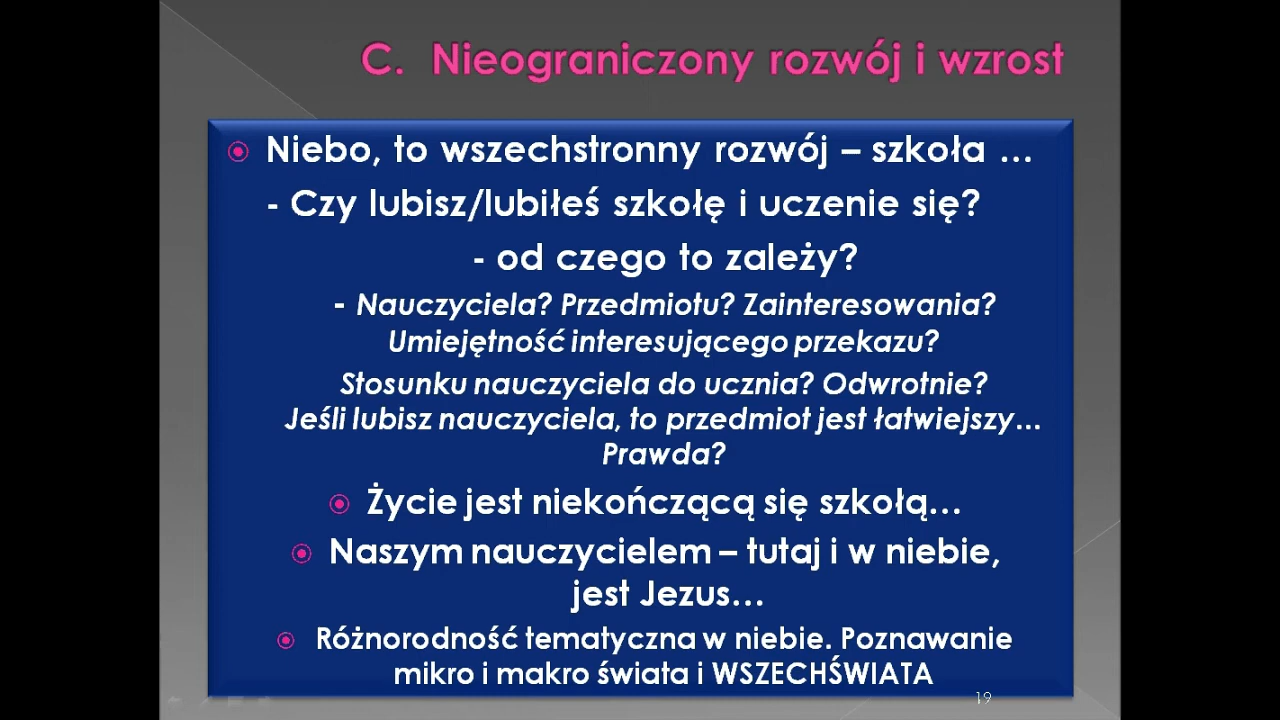 C. Nieograniczony rozwój i wzrost
Niebo, to wszechstronny rozwój – szkoła ...
- Czy lubisz/lubiłeś szkołę i uczenie się?
- od czego to zależy?
- Nauczyciela? Przedmiotu? Zainteresowania?
Umiejętność interesującego przekazu?
Stosunku nauczyciela do ucznia? Odwrotnie?
Jeśli lubisz nauczyciela, to przedmiot jest łatwiejszy...
Prawda?
Życie jest niekończącą się szkołą...
Naszym nauczycielem – tutaj i w niebie,
jest Jezus...
Różnorodność tematyczna w niebie. Poznawanie
mikro i makro świata i WSZECHŚWIATA
19